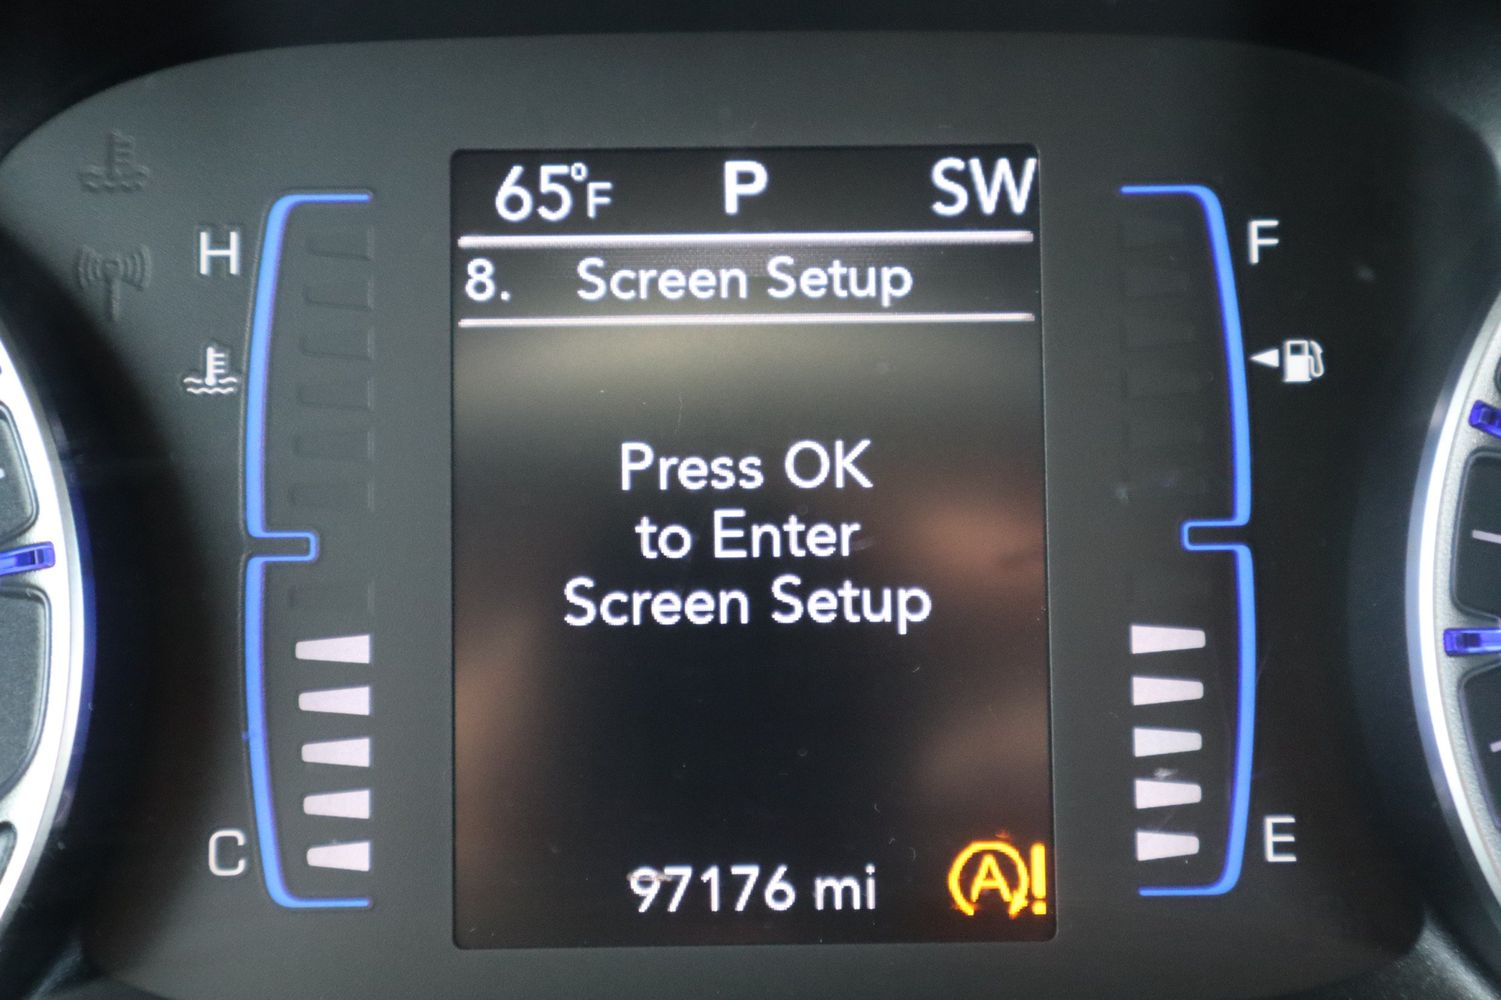 65°F P SW
8. Screen Setup
H
F
Press OK
to Enter
Screen Setup
C
E
97176 mi
A!